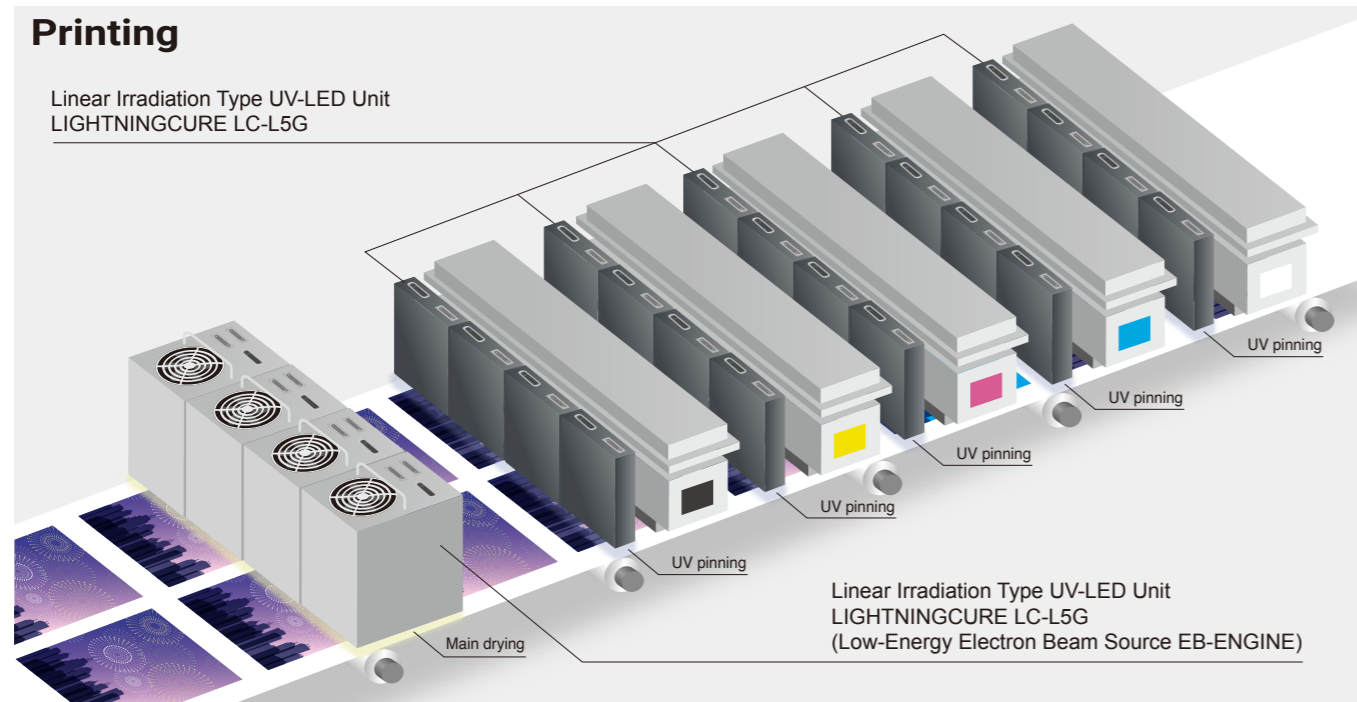 Printing
Linear Irradiation Type UV-LED Unit
LIGHTNINGCURE LC-L5G
UV pinning
UV pinning
UV pinning
UV pinning
UV pinning
Main drying
Linear Irradiation Type UV-LED Unit
LIGHTNINGCURE LC-L5G
(Low-Energy Electron Beam Source EB-ENGINE)